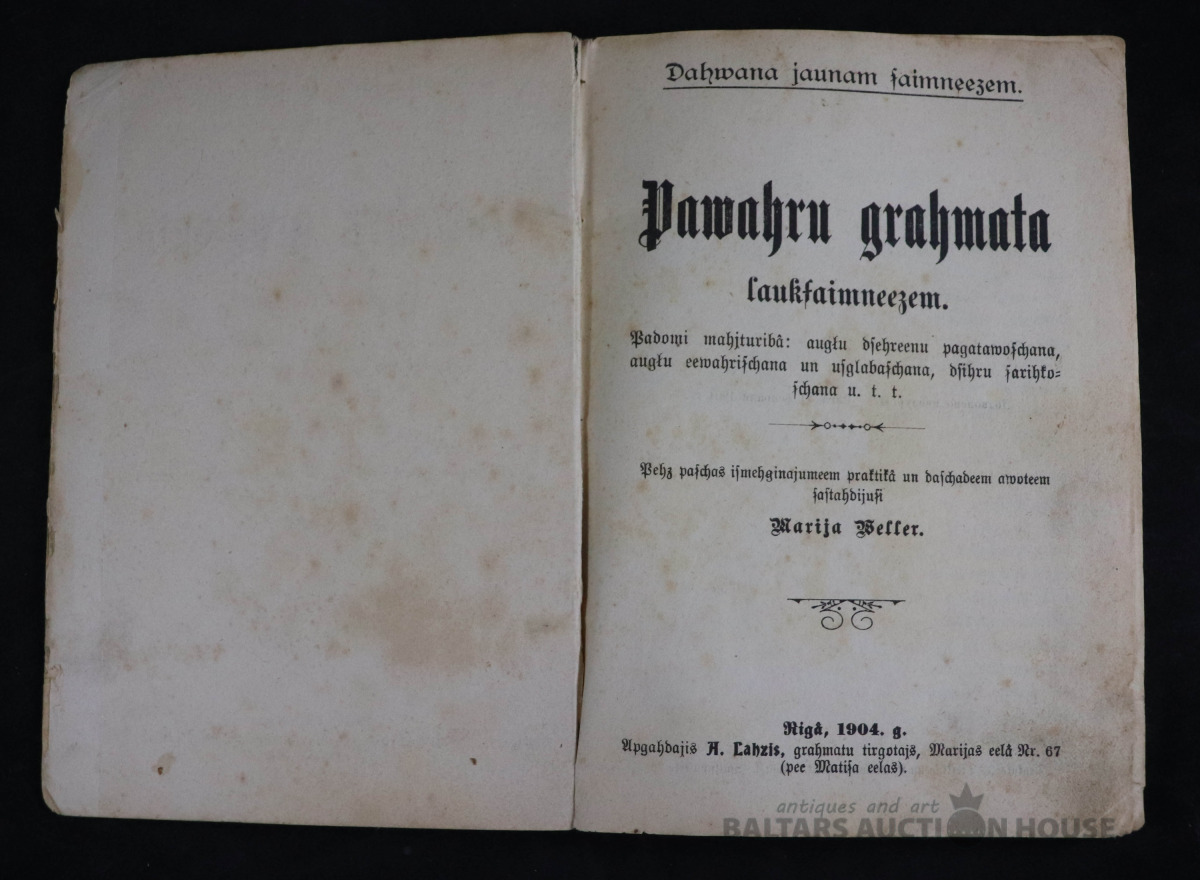 Dahwana jaunam ſaimneezem.
Pawahru grahmata
laukſaimneezem.
Padomi mahjturibâ: augłu dſehreenu pagatawoſchana,
augłu eewahriſchana un uſglabaſchana, dſihru ſarihko-
ſchana u. t. t.
Pehz paſchas iſmehginajumeem praktikâ un daſchadeem awoteem
ſaſtahdijuſi
Marija Weller.
Rigâ, 1904. g.
Apgahdajis A. Lahzis, grahmatu tirgotajs, Marijas eelâ Nr. 67
(pee Matiſa eelas).
antiques and art
BALTARS AUCTION HOUSE